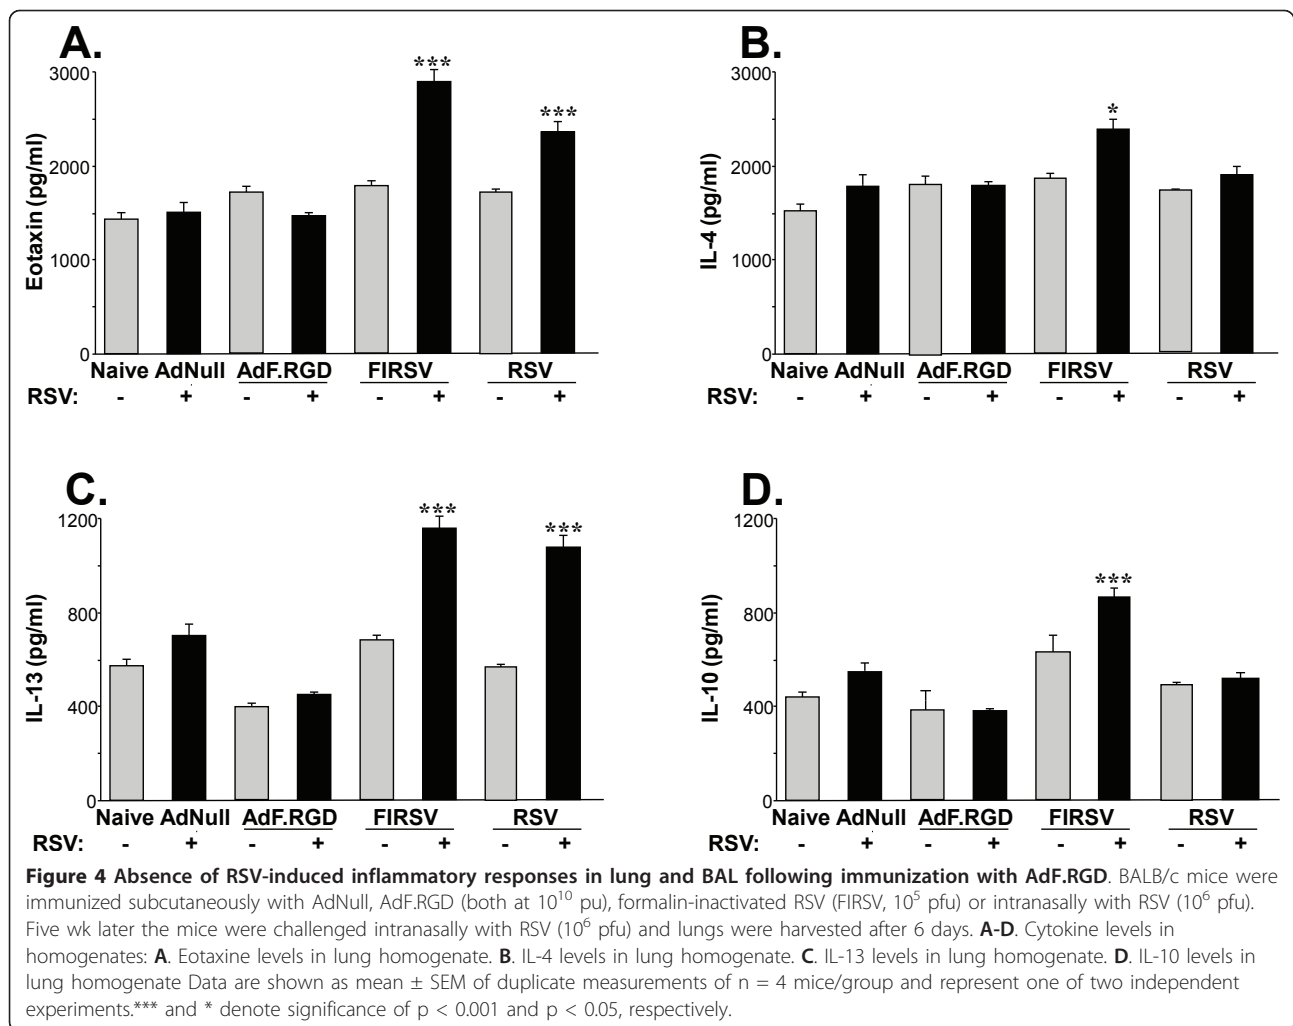 A.
3000
2000
1000
0
Eotaxin (pg/ml)
***
***
Naive AdNull AdF.RGD FIRSV RSV
RSV: - + - + - + - +
B.
3000
2000
1000
0
IL-4 (pg/ml)
*
Naive AdNull AdF.RGD FIRSV RSV
RSV: - + - + - + - +
C.
1200
800
400
0
IL-13 (pg/ml)
***
***
Naive AdNull AdF.RGD FIRSV RSV
RSV: - + - + - + - +
D.
1200
800
400
0
IL-10 (pg/ml)
***
Naive AdNull AdF.RGD FIRSV RSV
RSV: - + - + - + - +
Figure 4 Absence of RSV-induced inflammatory responses in lung and BAL following immunization with AdF.RGD. BALB/c mice were
immunized subcutaneously with AdNull, AdF.RGD (both at 10¹⁰ pu), formalin-inactivated RSV (FIRSV, 10⁵ pfu) or intranasally with RSV (10⁶ pfu).
Five wk later the mice were challenged intranasally with RSV (10⁶ pfu) and lungs were harvested after 6 days. A-D. Cytokine levels in
homogenates: A. Eotaxine levels in lung homogenate. B. IL-4 levels in lung homogenate. C. IL-13 levels in lung homogenate. D. IL-10 levels in
lung homogenate Data are shown as mean ± SEM of duplicate measurements of n = 4 mice/group and represent one of two independent
experiments.*** and * denote significance of p < 0.001 and p < 0.05, respectively.